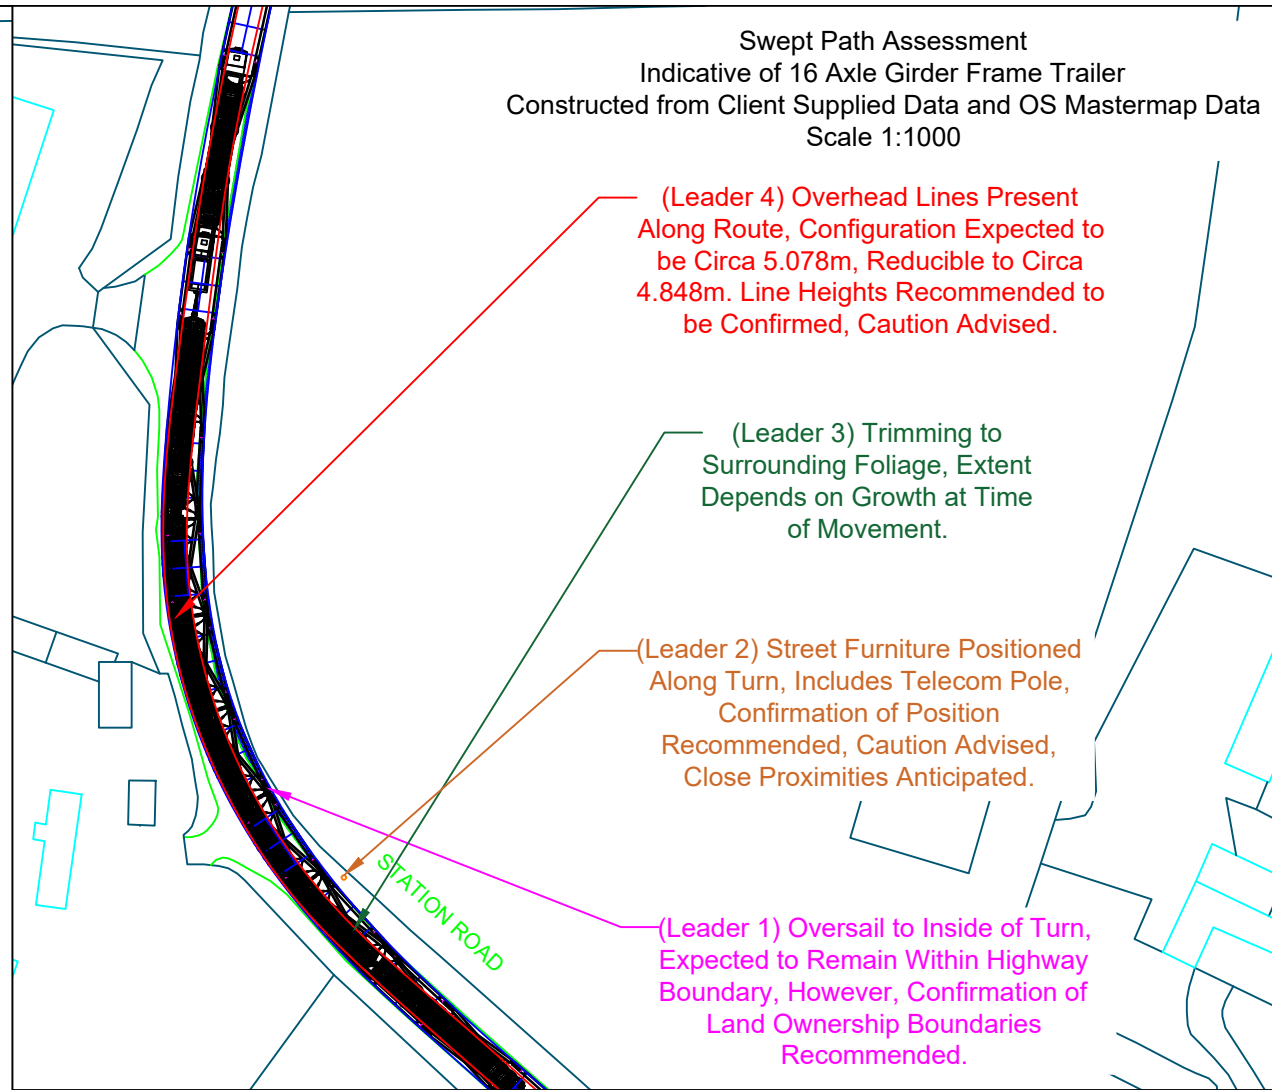 Swept Path Assessment
Indicative of 16 Axle Girder Frame Trailer
Constructed from Client Supplied Data and OS Mastermap Data
Scale 1:1000
(Leader 4) Overhead Lines Present
Along Route, Configuration Expected to
be Circa 5.078m, Reducible to Circa
4.848m. Line Heights Recommended to
be Confirmed, Caution Advised.
(Leader 3) Trimming to
Surrounding Foliage, Extent
Depends on Growth at Time
of Movement.
(Leader 2) Street Furniture Positioned
Along Turn, Includes Telecom Pole,
Confirmation of Position
Recommended, Caution Advised,
Close Proximities Anticipated.
STATION ROAD
(Leader 1) Oversail to Inside of Turn,
Expected to Remain Within Highway
Boundary, However, Confirmation of
Land Ownership Boundaries
Recommended.